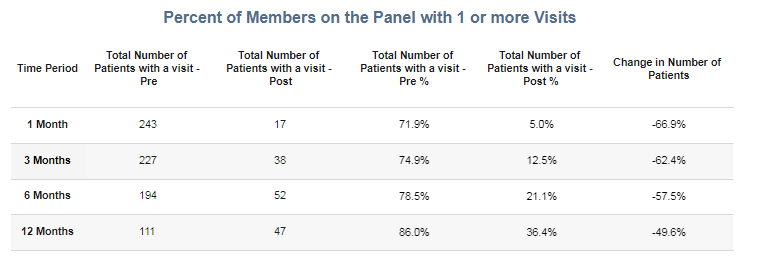 Percent of Members on the Panel with 1 or more Visits
Time Period
Total Number of
Patients with a visit -
Pre
Total Number of
Patients with a visit -
Post
Total Number of
Patients with a visit -
Pre %
Total Number of
Patients with a visit -
Post %
Change in Number of
Patients
1 Month 243 17 71.9% 5.0% -66.9%
3 Months 227 38 74.9% 12.5% -62.4%
6 Months 194 52 78.5% 21.1% -57.5%
12 Months 111 47 86.0% 36.4% -49.6%